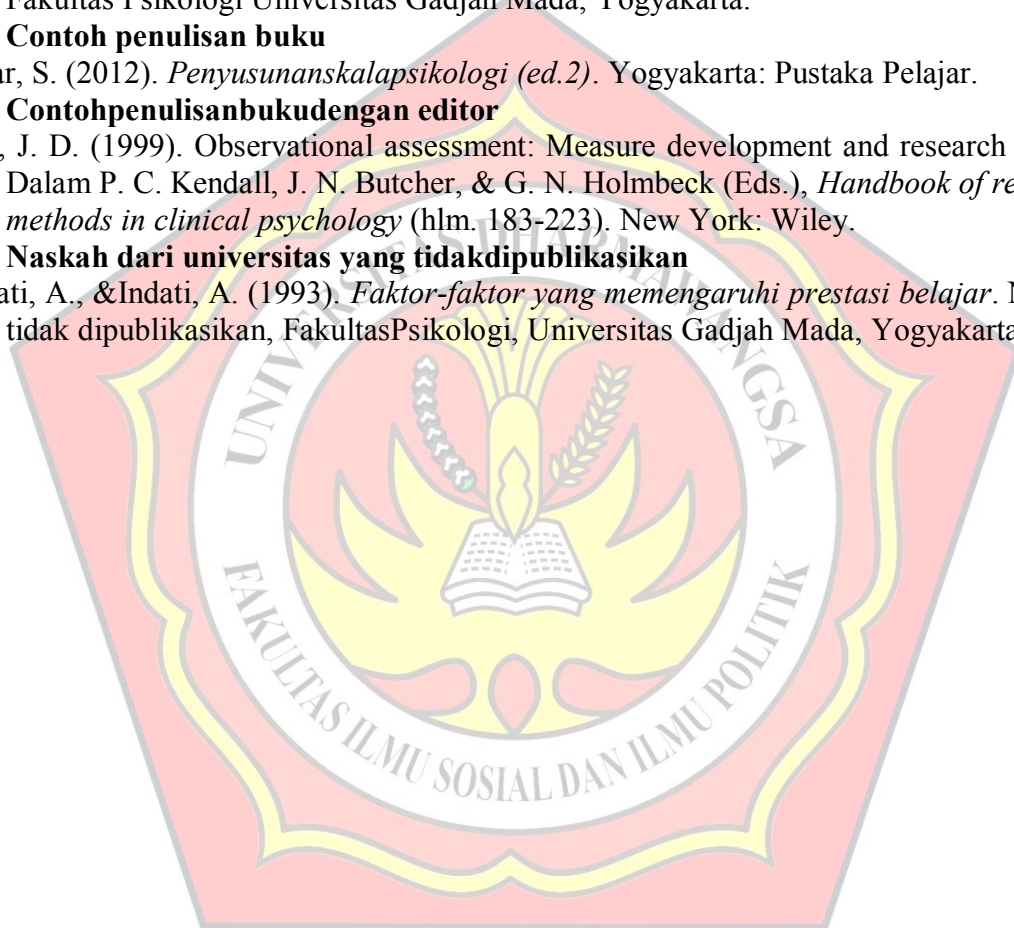 Fakultas Psikologi Universitas Gadjah Mada, Yogyakarta.
Contoh penulisan buku
ar, S. (2012). Penyusunanskalapsikologi (ed.2). Yogyakarta: Pustaka Pelajar.
Contohpenulisanbukudengan editor
, J. D. (1999). Observational assessment: Measure development and research
Dalam P. C. Kendall, J. N. Butcher, & G. N. Holmbeck (Eds.), Handbook of re
methods in clinical psychology (hlm. 183-223). New York: Wiley.
Naskah dari universitas yang tidakdipublikasikan
ati, A., &Indati, A. (1993). Faktor-faktor yang memengaruhi prestasi belajar. N
tidak dipublikasikan, FakultasPsikologi, Universitas Gadjah Mada, Yogyakarta
UNIVERSITAS DHARMAWANGSA
FAKULTAS ILMU SOSIAL DAN ILMU POLITIK